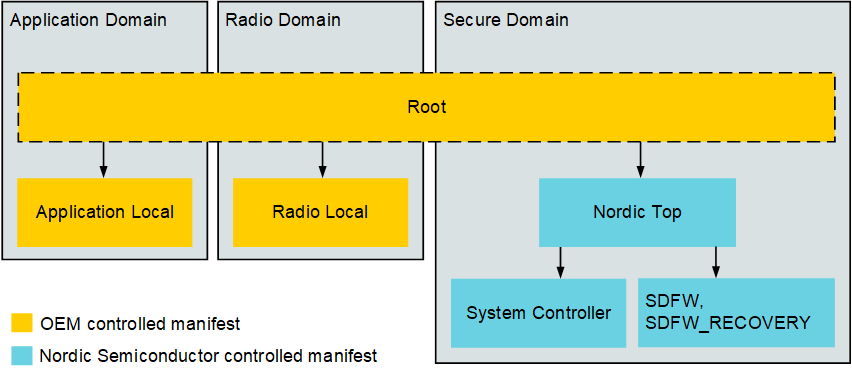 Application Domain
Radio Domain
Secure Domain
Root
Application Local
Radio Local
Nordic Top
System Controller
SDFW,
SDFW_RECOVERY
OEM controlled manifest
Nordic Semiconductor controlled manifest